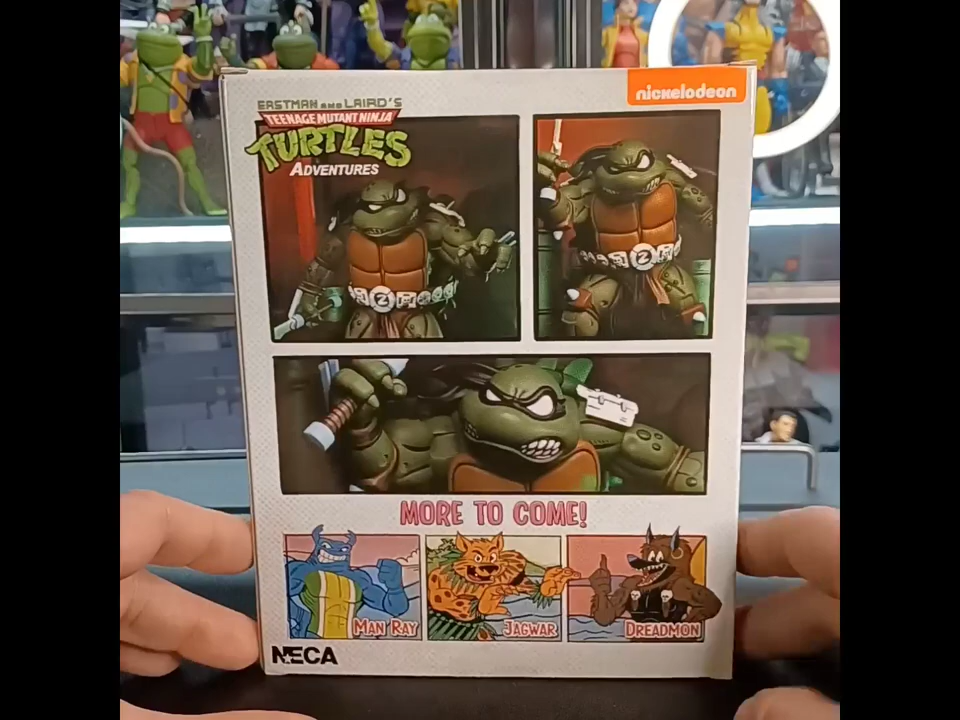 EASTMAN AND LAIRD'S
TEENAGE MUTANT NINJA
TURTLES
ADVENTURES
nickelodeon
Z
Z
MORE TO COME!
MAN RAY
JAGWAR
DREADMON
NECA